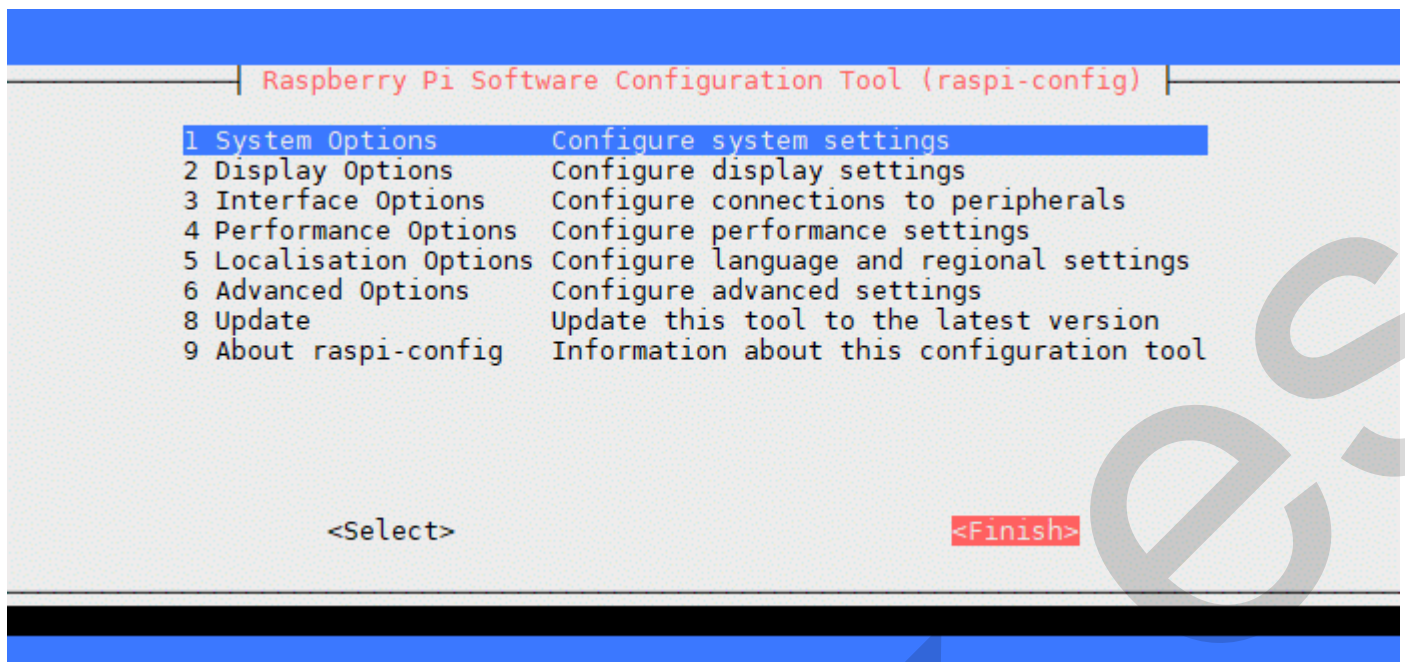 Raspberry Pi Software Configuration Tool (raspi-config)
1 System Options Configure system settings
2 Display Options Configure display settings
3 Interface Options Configure connections to peripherals
4 Performance Options Configure performance settings
5 Localisation Options Configure language and regional settings
6 Advanced Options Configure advanced settings
8 Update Update this tool to the latest version
9 About raspi-config Information about this configuration tool
<Select> <Finish>
es